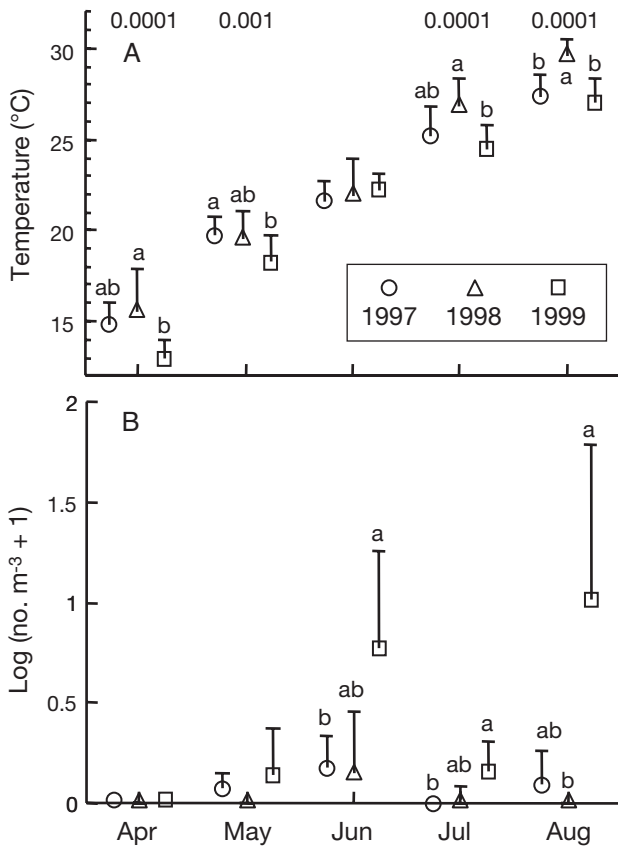 0.0001 0.001 0.0001 0.0001
A
30
25
20
15
Temperature (°C)
ab a b
a ab b
ab a b
b a b
1997 1998 1999
B
2
1.5
1
0.5
0
Log (no. m-3 + 1)
b ab a
b ab a
ab b a
Apr May Jun Jul Aug